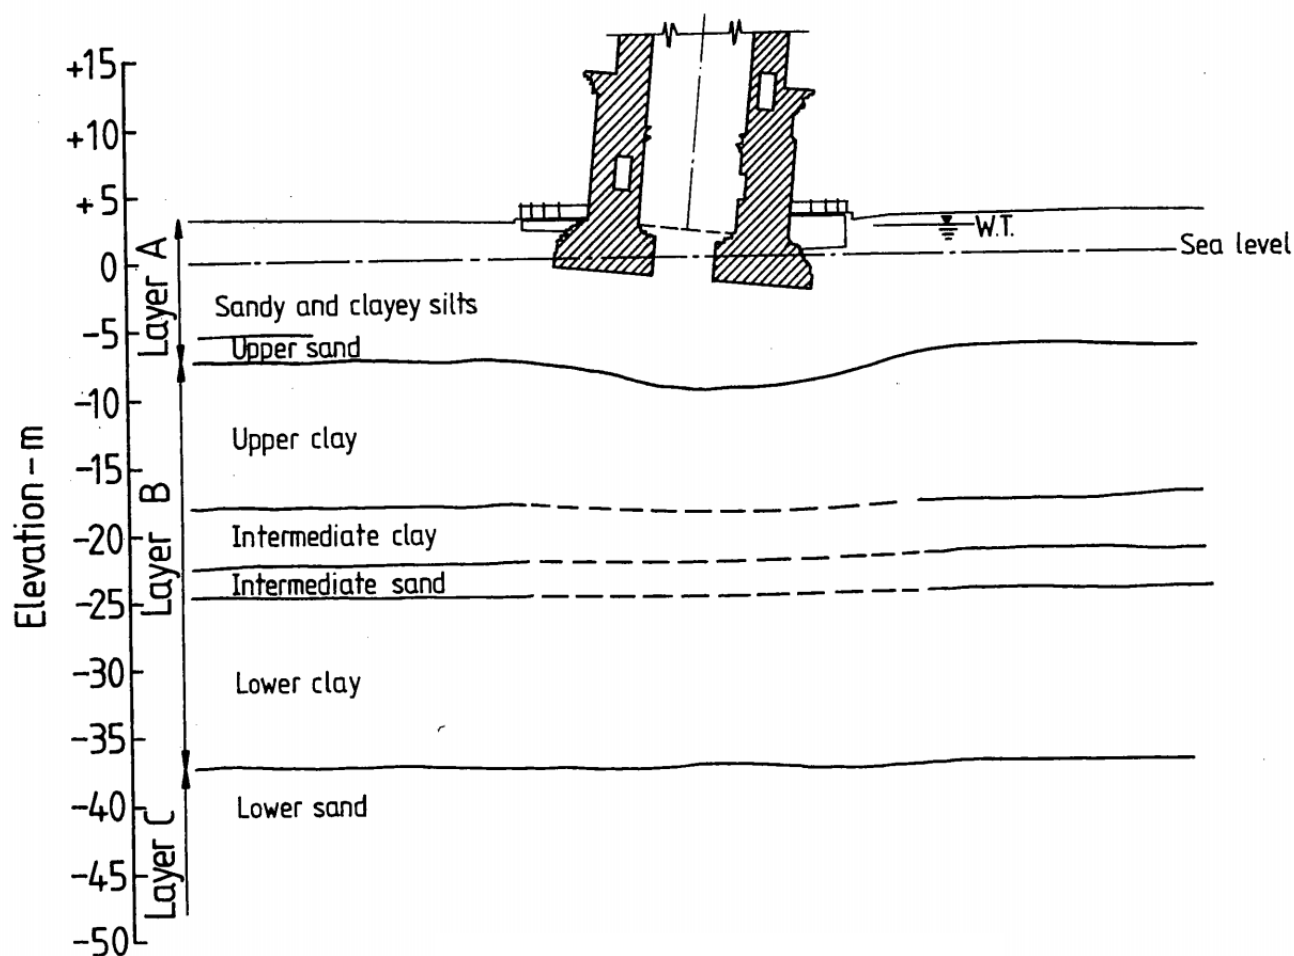 +15
+10
+5
0
-5
-10
-15
-20
-25
-30
-35
-40
-45
-50
Elevation - m
Layer A
Layer B
Layer C
W.T.
Sea level
Sandy and clayey silts
Upper sand
Upper clay
Intermediate clay
Intermediate sand
Lower clay
Lower sand